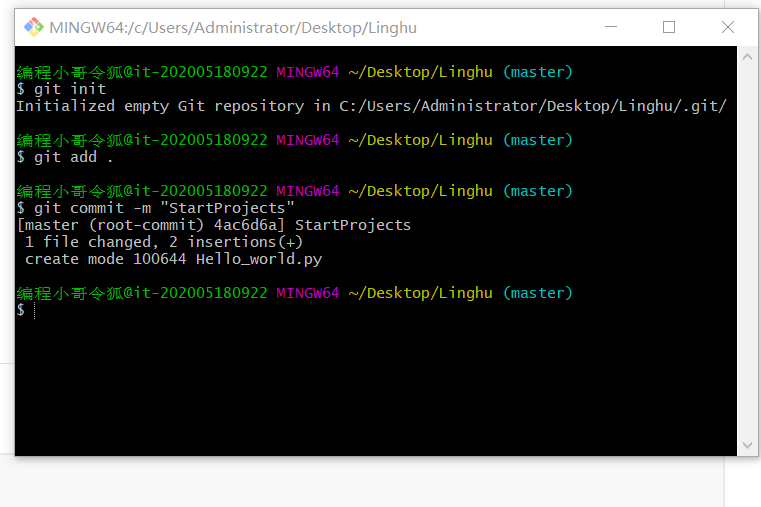 MINGW64:/c/Users/Administrator/Desktop/Linghu
编程小哥令狐@it-202005180922 MINGW64 ~/Desktop/Linghu (master)
$ git init
Initialized empty Git repository in C:/Users/Administrator/Desktop/Linghu/.git/
编程小哥令狐@it-202005180922 MINGW64 ~/Desktop/Linghu (master)
$ git add .
编程小哥令狐@it-202005180922 MINGW64 ~/Desktop/Linghu (master)
$ git commit -m "StartProjects"
[master (root-commit) 4ac6d6a] StartProjects
1 file changed, 2 insertions(+)
create mode 100644 Hello_world.py
编程小哥令狐@it-202005180922 MINGW64 ~/Desktop/Linghu (master)
$